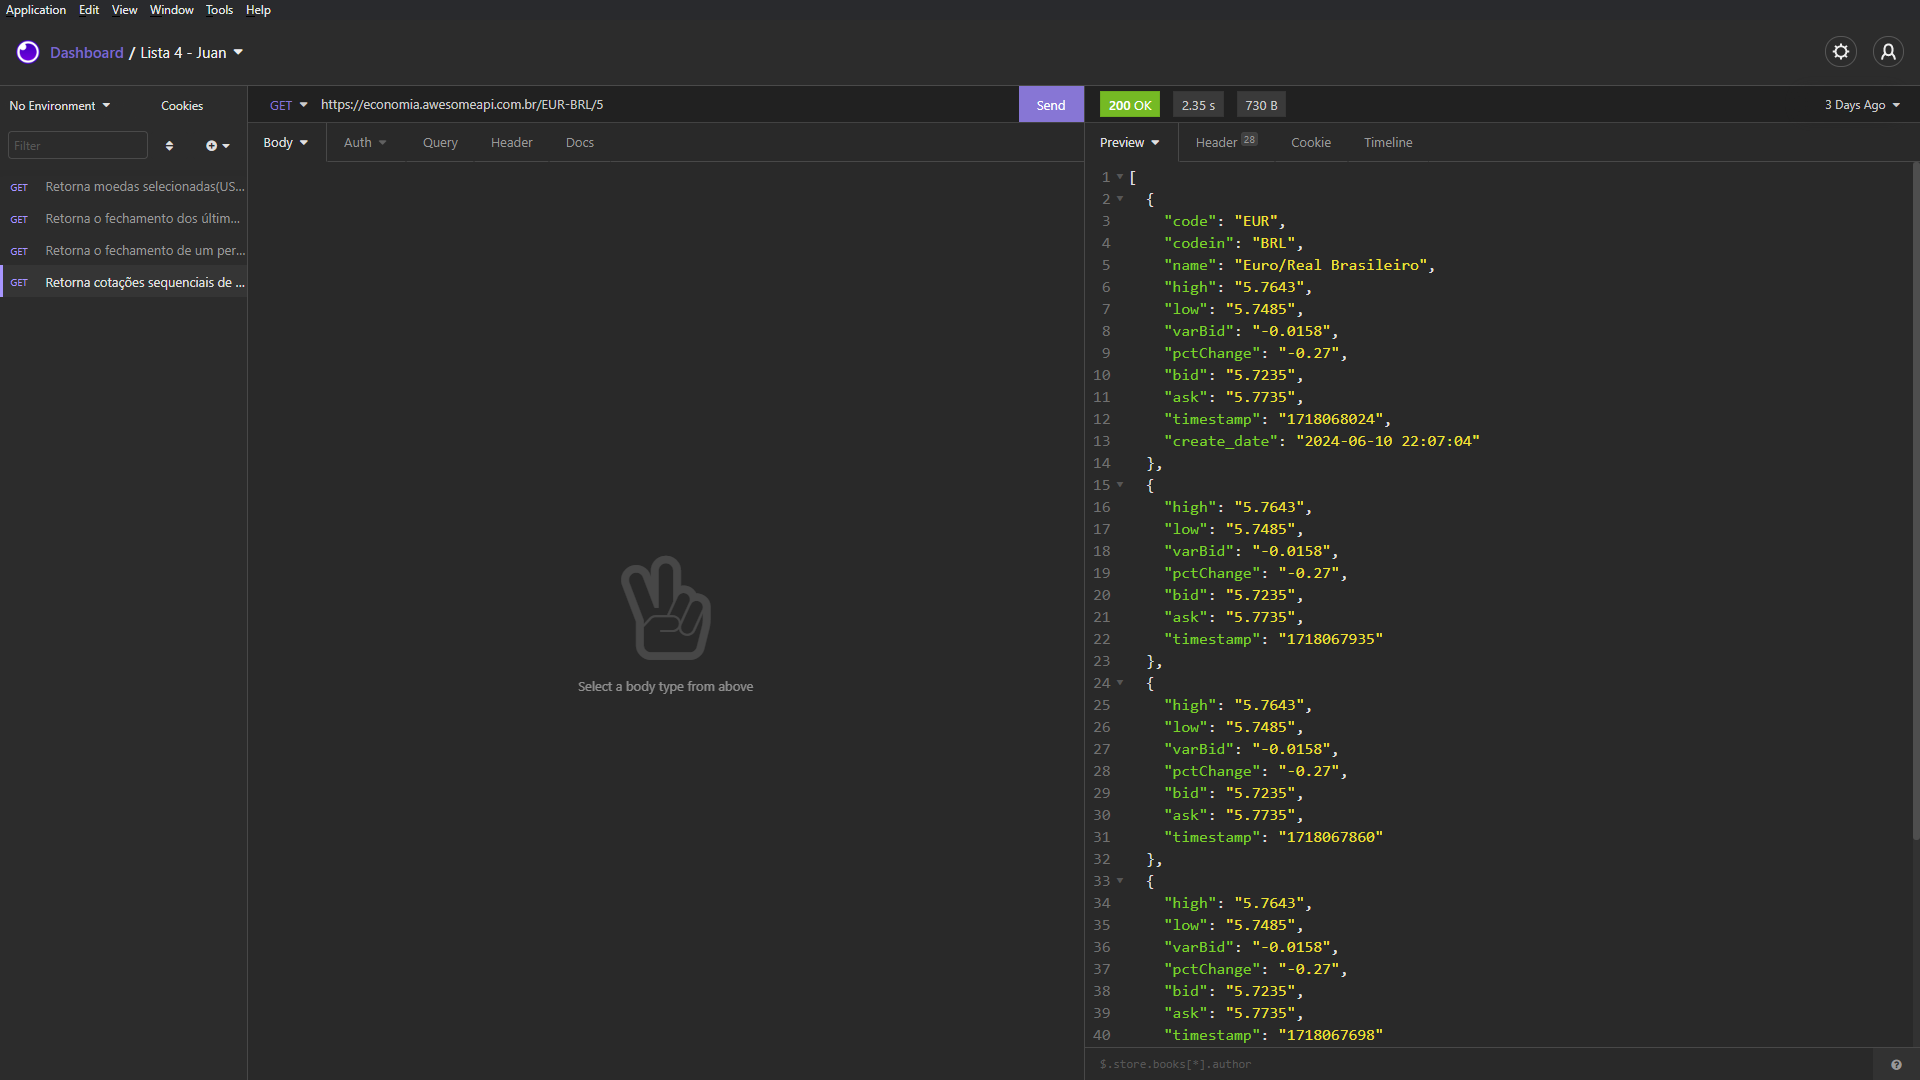 Application Edit View Window Tools Help
Dashboard / Lista 4 - Juan
No Environment Cookies
GET https://economia.awesomeapi.com.br/EUR-BRL/5 Send
200 OK 2.35 s 730 B 3 Days Ago
Filter
Body Auth Query Header Docs
Preview Header 28 Cookie Timeline
GET Retorna moedas selecionadas(US...
GET Retorna o fechamento dos últim...
GET Retorna o fechamento de um per...
GET Retorna cotações sequenciais de ...
Select a body type from above
1 [
2 {
3 "code": "EUR",
4 "codein": "BRL",
5 "name": "Euro/Real Brasileiro",
6 "high": "5.7643",
7 "low": "5.7485",
8 "varBid": "-0.0158",
9 "pctChange": "-0.27",
10 "bid": "5.7235",
11 "ask": "5.7735",
12 "timestamp": "1718068024",
13 "create_date": "2024-06-10 22:07:04"
14 },
15 {
16 "high": "5.7643",
17 "low": "5.7485",
18 "varBid": "-0.0158",
19 "pctChange": "-0.27",
20 "bid": "5.7235",
21 "ask": "5.7735",
22 "timestamp": "1718067935"
23 },
24 {
25 "high": "5.7643",
26 "low": "5.7485",
27 "varBid": "-0.0158",
28 "pctChange": "-0.27",
29 "bid": "5.7235",
30 "ask": "5.7735",
31 "timestamp": "1718067860"
32 },
33 {
34 "high": "5.7643",
35 "low": "5.7485",
36 "varBid": "-0.0158",
37 "pctChange": "-0.27",
38 "bid": "5.7235",
39 "ask": "5.7735",
40 "timestamp": "1718067698"
$.store.books[*].author